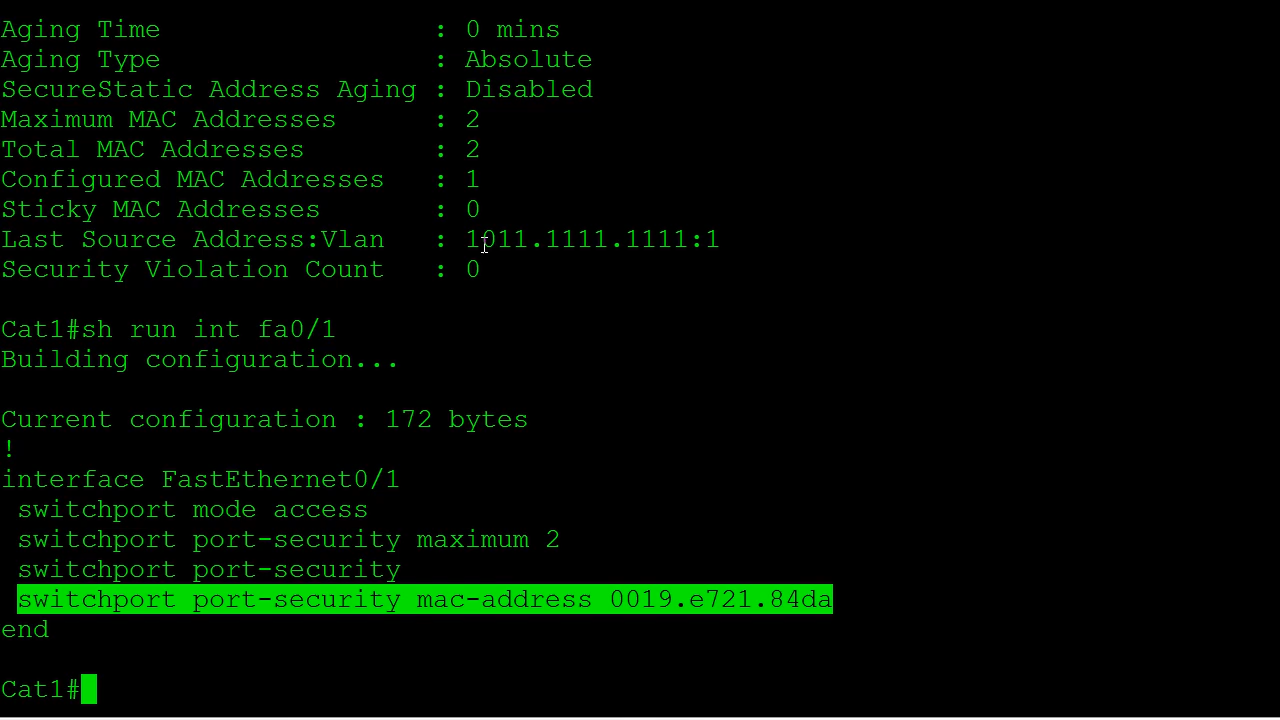 Aging Time                 : 0 mins
Aging Type                 : Absolute
SecureStatic Address Aging : Disabled
Maximum MAC Addresses      : 2
Total MAC Addresses        : 2
Configured MAC Addresses   : 1
Sticky MAC Addresses       : 0
Last Source Address:Vlan   : 1011.1111.1111:1
Security Violation Count   : 0
Cat1#sh run int fa0/1
Building configuration...
Current configuration : 172 bytes
!
interface FastEthernet0/1
 switchport mode access
 switchport port-security maximum 2
 switchport port-security
 switchport port-security mac-address 0019.e721.84da
end
Cat1#